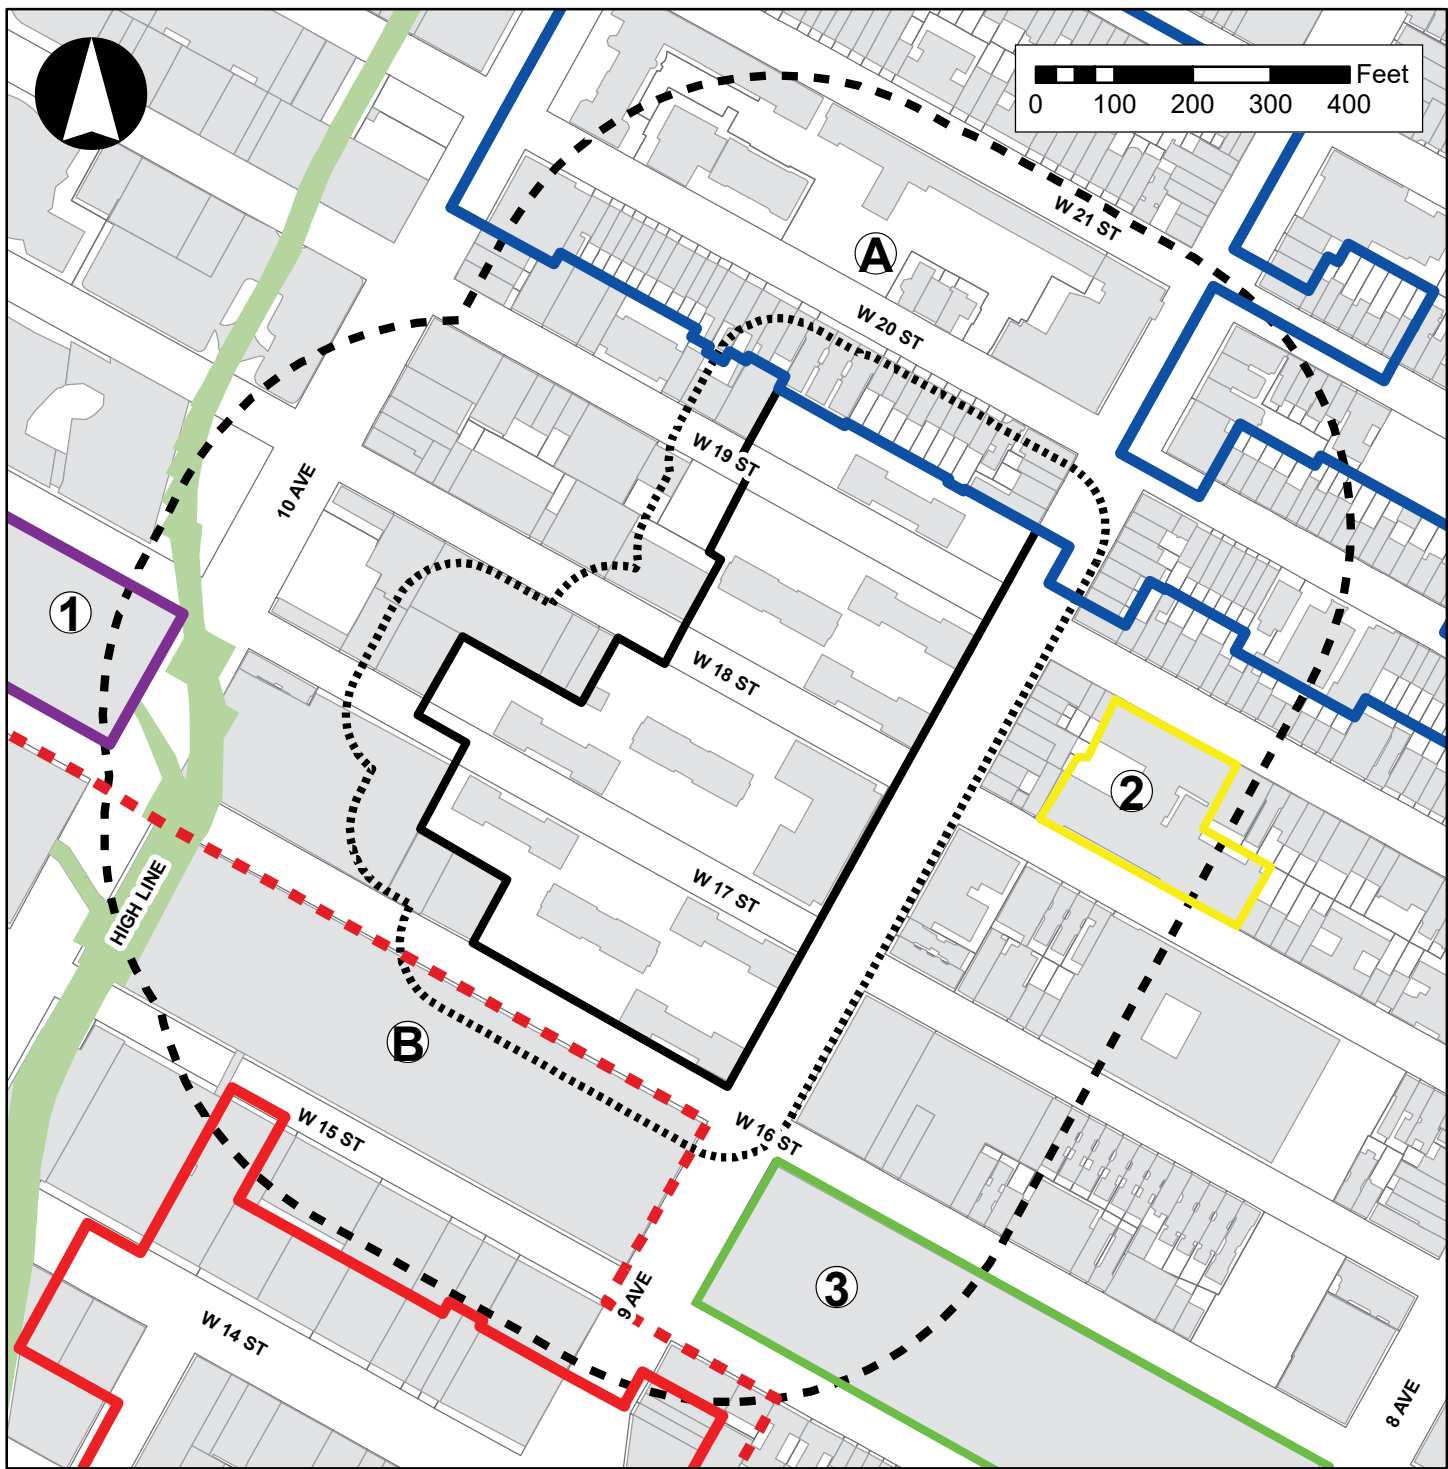 Feet
0 100 200 300 400
W 21 ST
A
W 20 ST
W 19 ST
10 AVE
1
W 18 ST
2
W 17 ST
HIGH LINE
B
W 16 ST
W 15 ST
3
9 AVE
W 14 ST
8 AVE